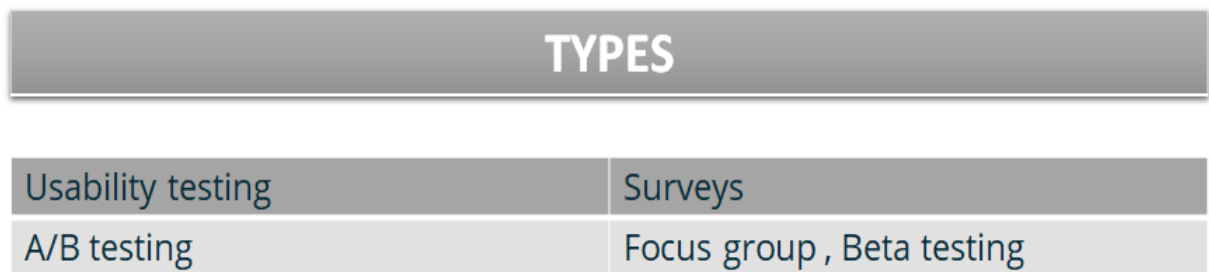 TYPES
Usability testing
Surveys
A/B testing
Focus group , Beta testing